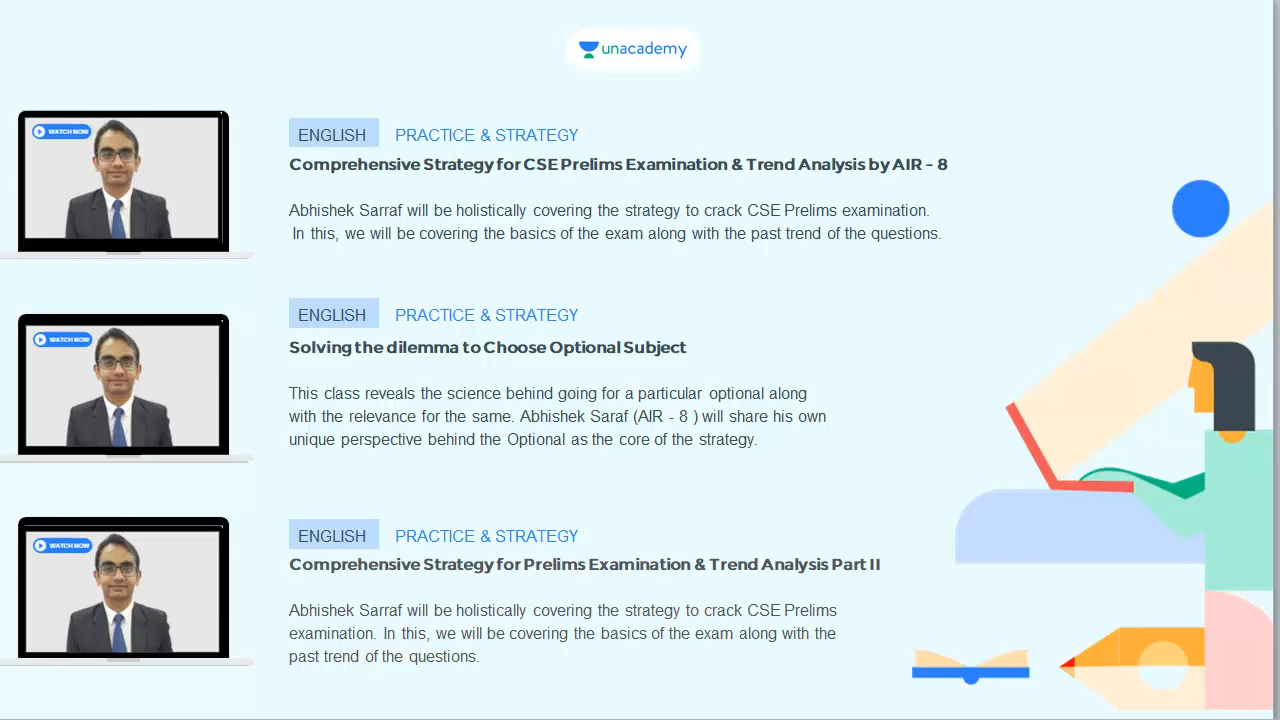 unacademy
WATCH NOW
ENGLISH PRACTICE & STRATEGY
Comprehensive Strategy for CSE Prelims Examination & Trend Analysis by AIR - 8
Abhishek Sarraf will be holistically covering the strategy to crack CSE Prelims examination.
In this, we will be covering the basics of the exam along with the past trend of the questions.
WATCH NOW
ENGLISH PRACTICE & STRATEGY
Solving the dilemma to Choose Optional Subject
This class reveals the science behind going for a particular optional along
with the relevance for the same. Abhishek Saraf (AIR - 8 ) will share his own
unique perspective behind the Optional as the core of the strategy.
WATCH NOW
ENGLISH PRACTICE & STRATEGY
Comprehensive Strategy for Prelims Examination & Trend Analysis Part II
Abhishek Sarraf will be holistically covering the strategy to crack CSE Prelims
examination. In this, we will be covering the basics of the exam along with the
past trend of the questions.